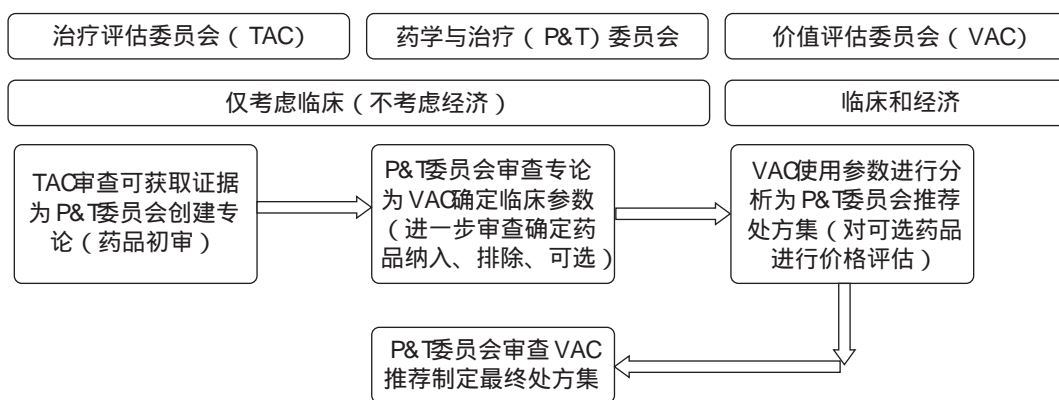 治疗评估委员会（TAC）
药学与治疗（P&T）委员会
价值评估委员会（VAC）
仅考虑临床（不考虑经济）
临床和经济
TAC审查可获取证据
为P&T委员会创建专
论（药品初审）
P&T委员会审查专论
为VAC确定临床参数
（进一步审查确定药
品纳入、排除、可选）
VAC使用参数进行分
析为P&T委员会推荐
处方集（对可选药品
进行价格评估）
P&T委员会审查VAC
推荐制定最终处方集